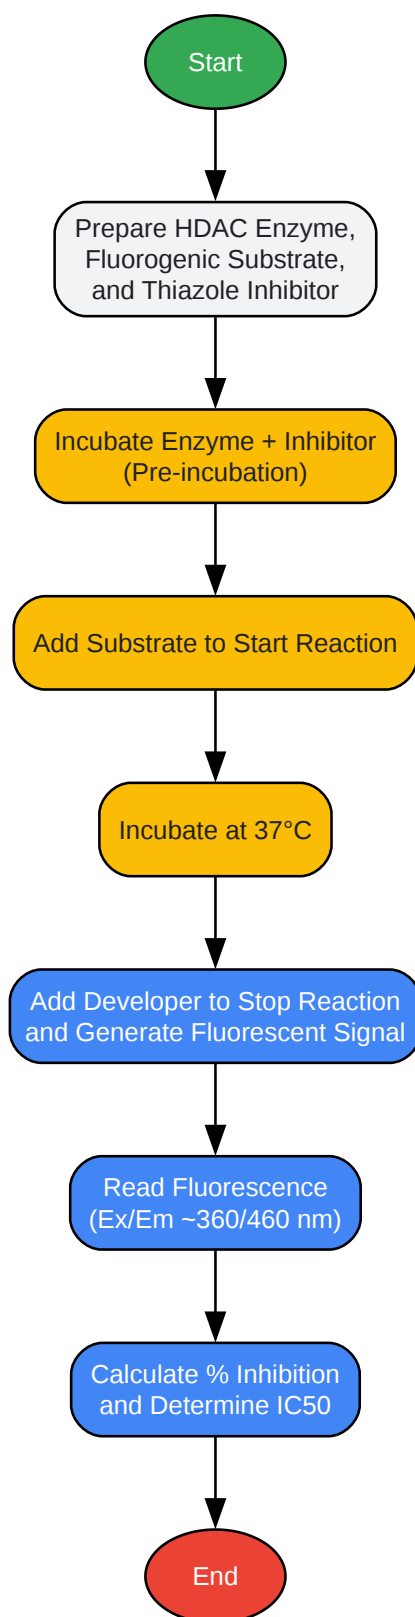 Start
Prepare HDAC Enzyme,
Fluorogenic Substrate,
and Thiazole Inhibitor
Incubate Enzyme + Inhibitor
(Pre-incubation)
Add Substrate to Start Reaction
Incubate at 37°C
Add Developer to Stop Reaction
and Generate Fluorescent Signal
Read Fluorescence
(Ex/Em ~360/460 nm)
Calculate % Inhibition
and Determine IC50
End